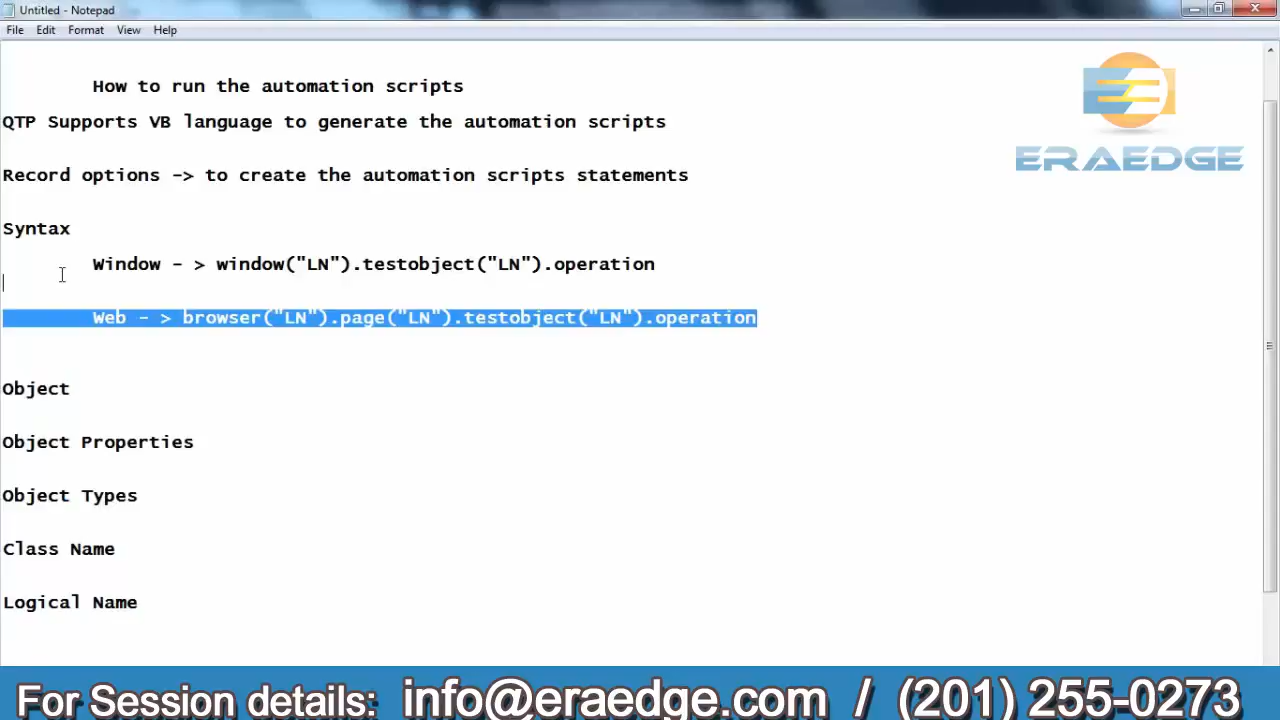 Untitled - Notepad
File Edit Format View Help
How to run the automation scripts
QTP Supports VB language to generate the automation scripts
Record options -> to create the automation scripts statements
Syntax
Window - > window("LN").testobject("LN").operation
Web - > browser("LN").page("LN").testobject("LN").operation
Object
Object Properties
Object Types
Class Name
Logical Name
ERAEDGE
For Session details: info@eraedge.com / (201) 255-0273